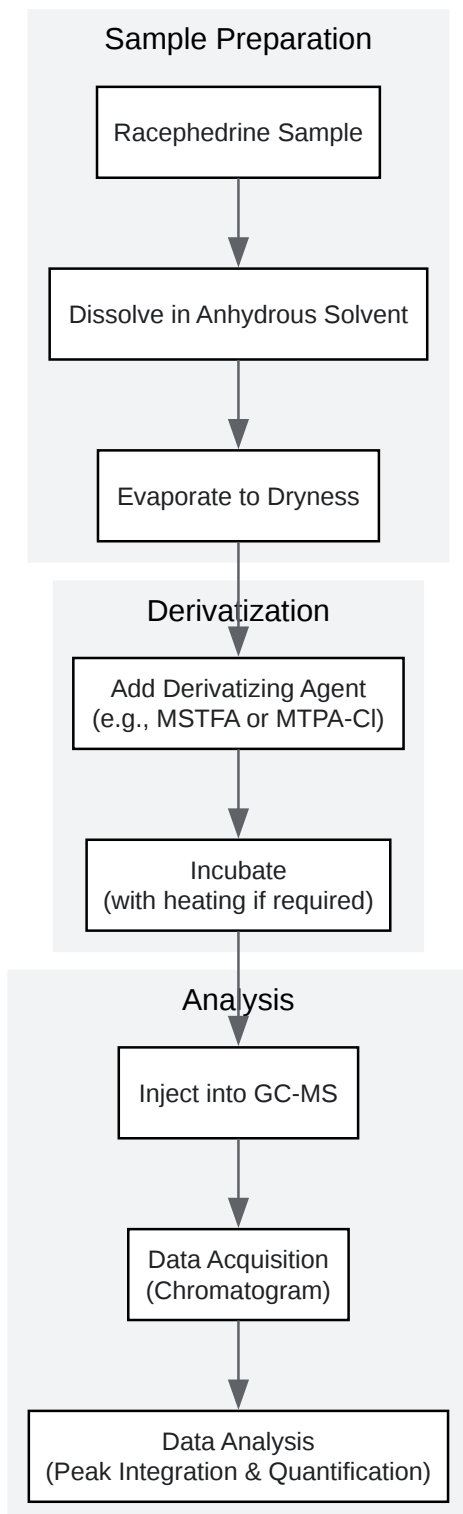 Sample Preparation
Racephedrine Sample
Dissolve in Anhydrous Solvent
Evaporate to Dryness
Derivatization
Add Derivatizing Agent
(e.g., MSTFA or MTPA-Cl)
Incubate
(with heating if required)
Analysis
Inject into GC-MS
Data Acquisition
(Chromatogram)
Data Analysis
(Peak Integration & Quantification)